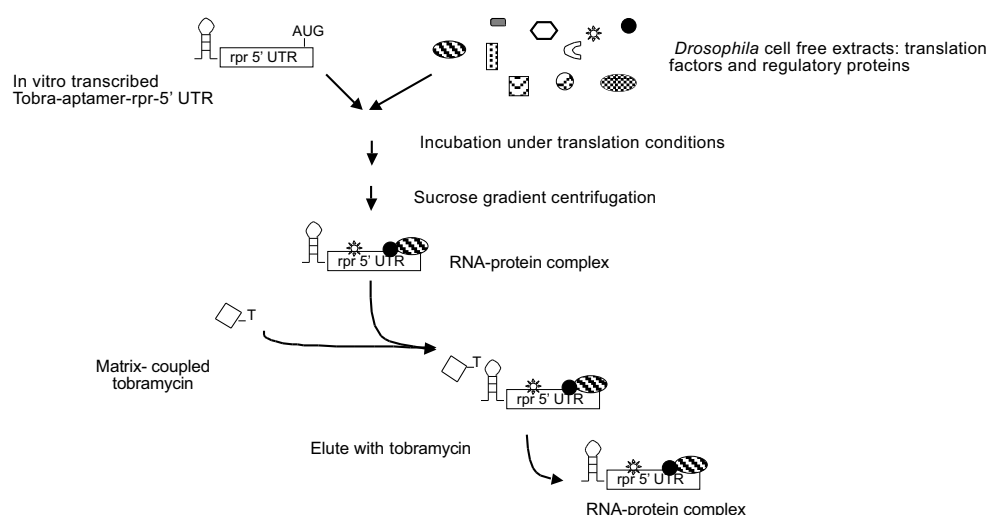 AUG
rpr 5' UTR
In vitro transcribed
Tobra-aptamer-rpr-5' UTR
Drosophila cell free extracts: translation
factors and regulatory proteins
Incubation under translation conditions
Sucrose gradient centrifugation
rpr 5' UTR
RNA-protein complex
T
Matrix- coupled
tobramycin
T
rpr 5' UTR
Elute with tobramycin
rpr 5' UTR
RNA-protein complex